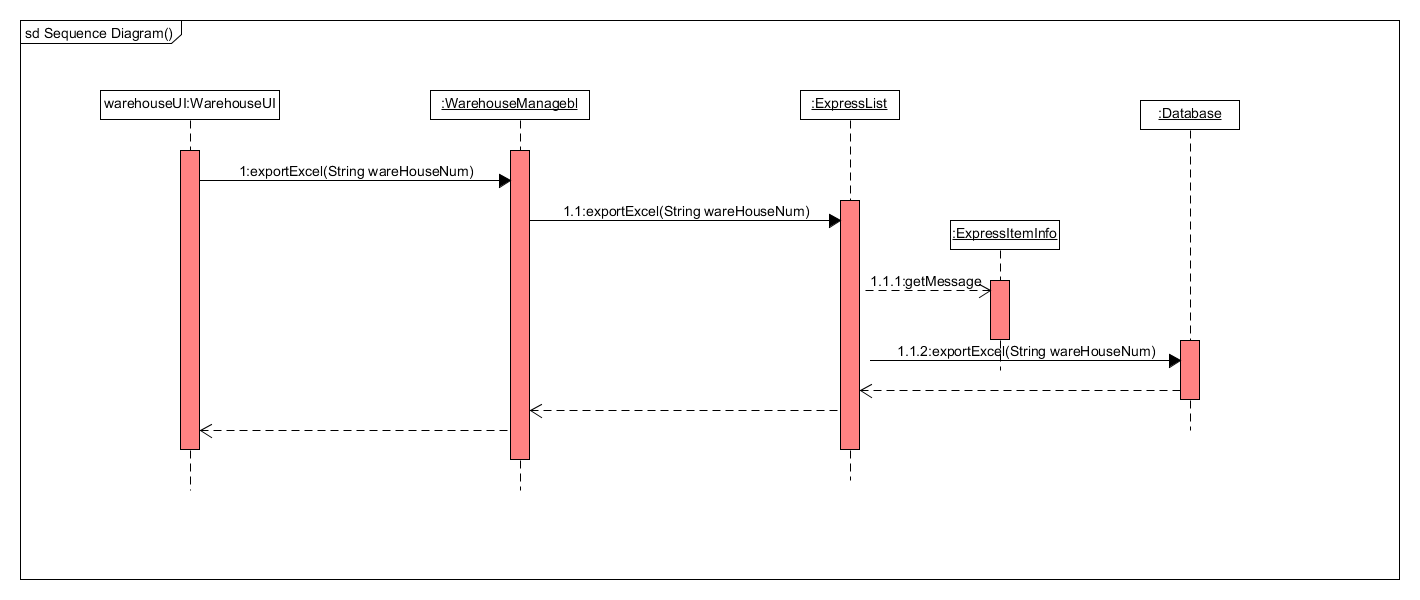 sd Sequence Diagram()
warehouseUI:WarehouseUI
:WarehouseManagebl
:ExpressList
:Database
1:exportExcel(String wareHouseNum)
1.1:exportExcel(String wareHouseNum)
:ExpressItemInfo
1.1.1:getMessage
1.1.2:exportExcel(String wareHouseNum)